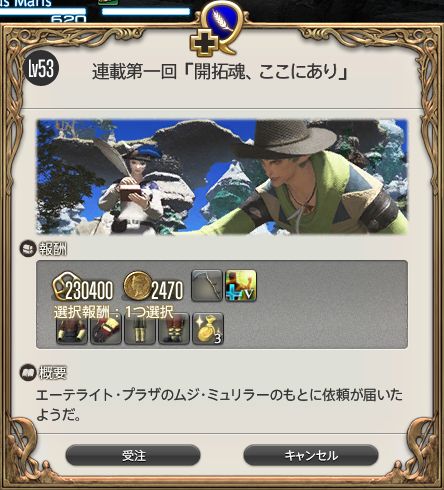 us Maris
620
Lv53
連載第一回「開拓魂、ここにあり」
報酬
230400 2470 V
選択報酬:1つ選択
3
概要
エーテライト・プラザのムジ・ミュリラーのもとに依頼が届いた
ようだ。
受注 キャンセル